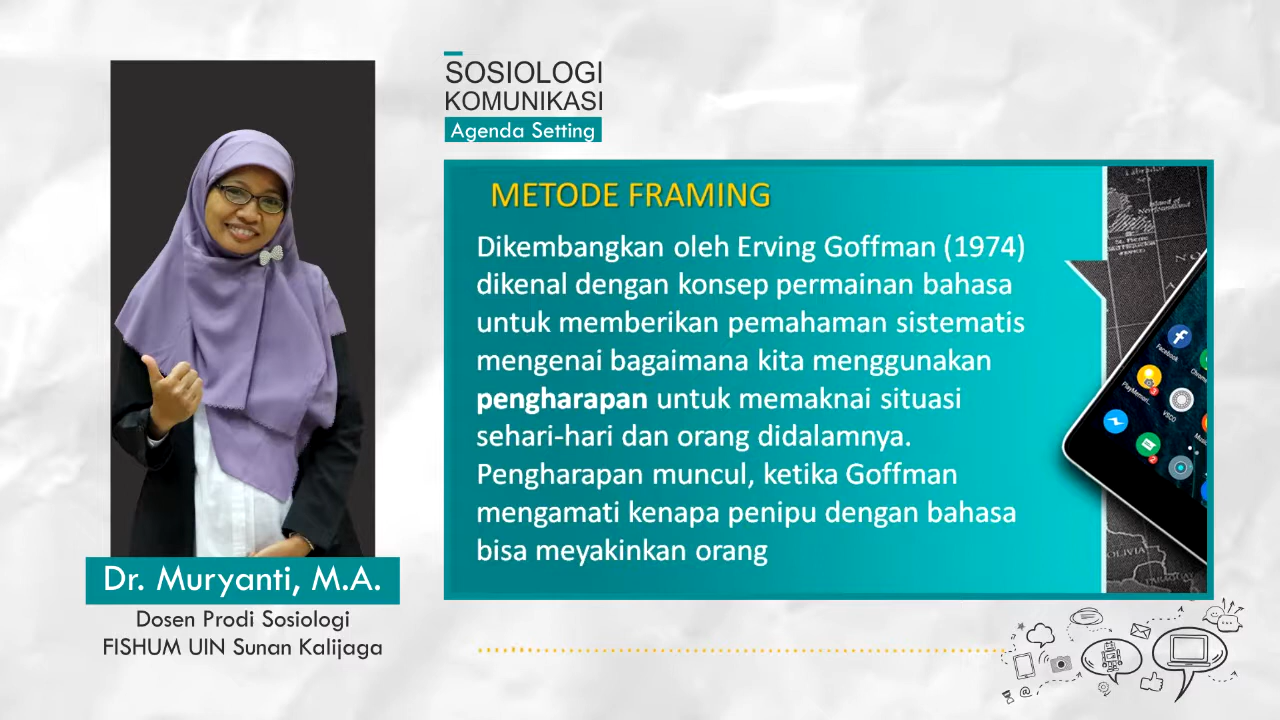 SOSIOLOGI
KOMUNIKASI
Agenda Setting
METODE FRAMING
Dikembangkan oleh Erving Goffman (1974)
dikenal dengan konsep permainan bahasa
untuk memberikan pemahaman sistematis
mengenai bagaimana kita menggunakan
pengharapan untuk memaknai situasi
sehari-hari dan orang didalamnya.
Pengharapan muncul, ketika Goffman
mengamati kenapa penipu dengan bahasa
bisa meyakinkan orang
Facebook
VSCO
Dr. Muryanti, M.A.
Dosen Prodi Sosiologi
FISHUM UIN Sunan Kalijaga